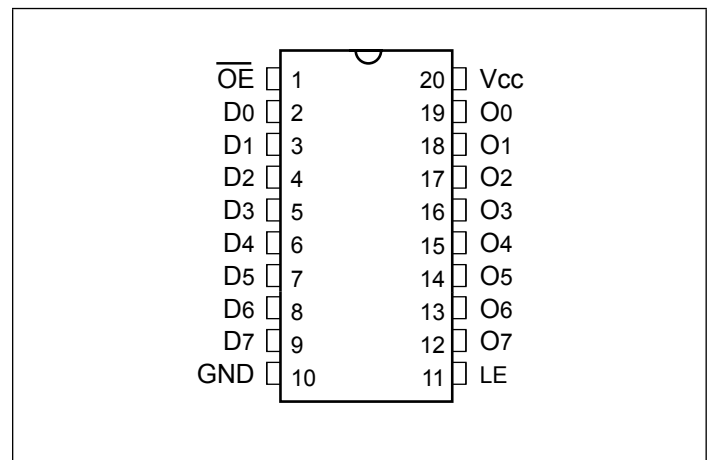 O̅E̅ 1 20 Vcc
D0 2 19 O0
D1 3 18 O1
D2 4 17 O2
D3 5 16 O3
D4 6 15 O4
D5 7 14 O5
D6 8 13 O6
D7 9 12 O7
GND 10 11 LE